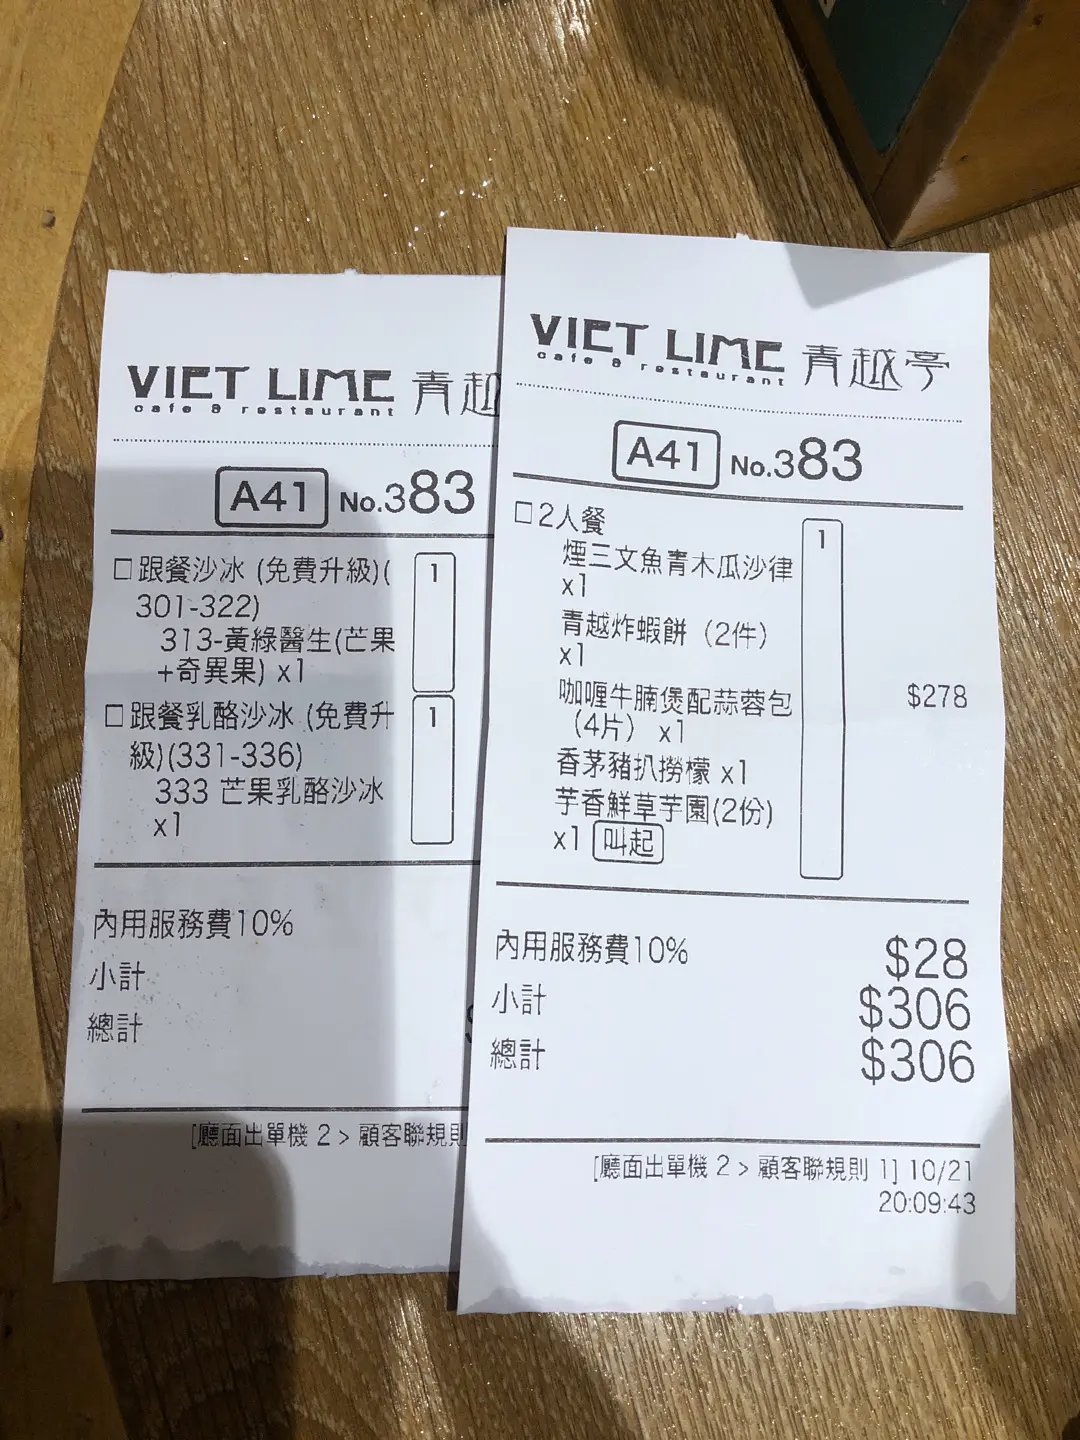 VIET LIME 青越
cafe & restaurant
A41 No.383
□跟餐沙冰 (免費升級)( 1
301-322)
313-黃綠醫生(芒果
+奇異果) x1
□跟餐乳酪沙冰 (免費升 1
級)(331-336)
333 芒果乳酪沙冰
x1
內用服務費10%
小計
總計
[廳面出單機 2 > 顧客聯規則
VIET LIME 青越亭
cafe & restaurant
A41 No.383
□2人餐 1
煙三文魚青木瓜沙律
x1
青越炸蝦餅（2件）
x1
咖喱牛腩煲配蒜蓉包 $278
（4片） x1
香茅豬扒撈檬 x1
芋香鮮草芋園(2份)
x1 叫起
內用服務費10% $28
小計 $306
總計 $306
[廳面出單機 2 > 顧客聯規則 1] 10/21
20:09:43